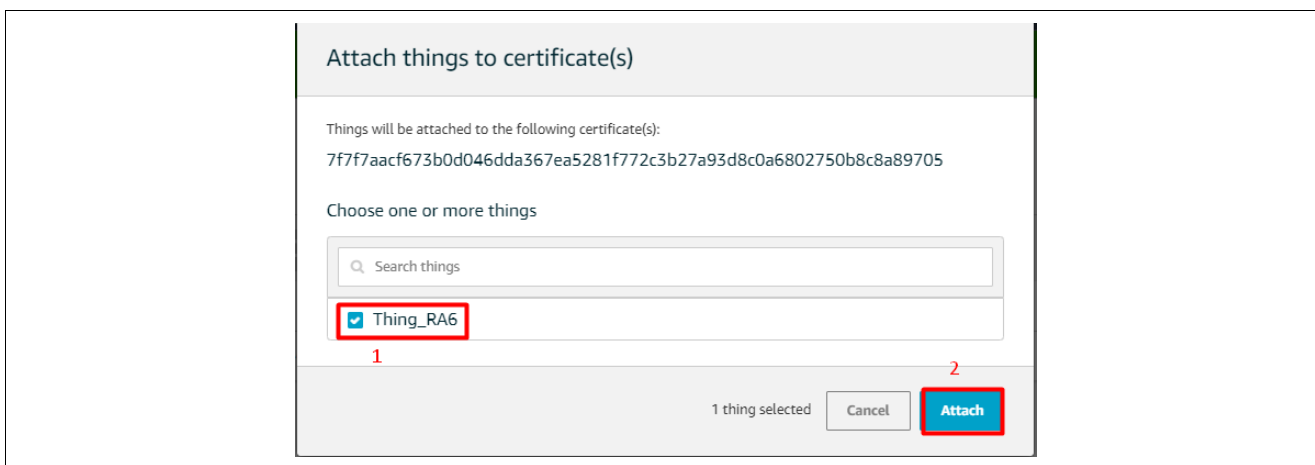 Attach things to certificate(s)
Things will be attached to the following certificate(s):
7f7f7aacf673b0d046dda367ea5281f772c3b27a93d8c0a6802750b8c8a89705
Choose one or more things
Search things
Thing_RA6
1
2
1 thing selected Cancel Attach